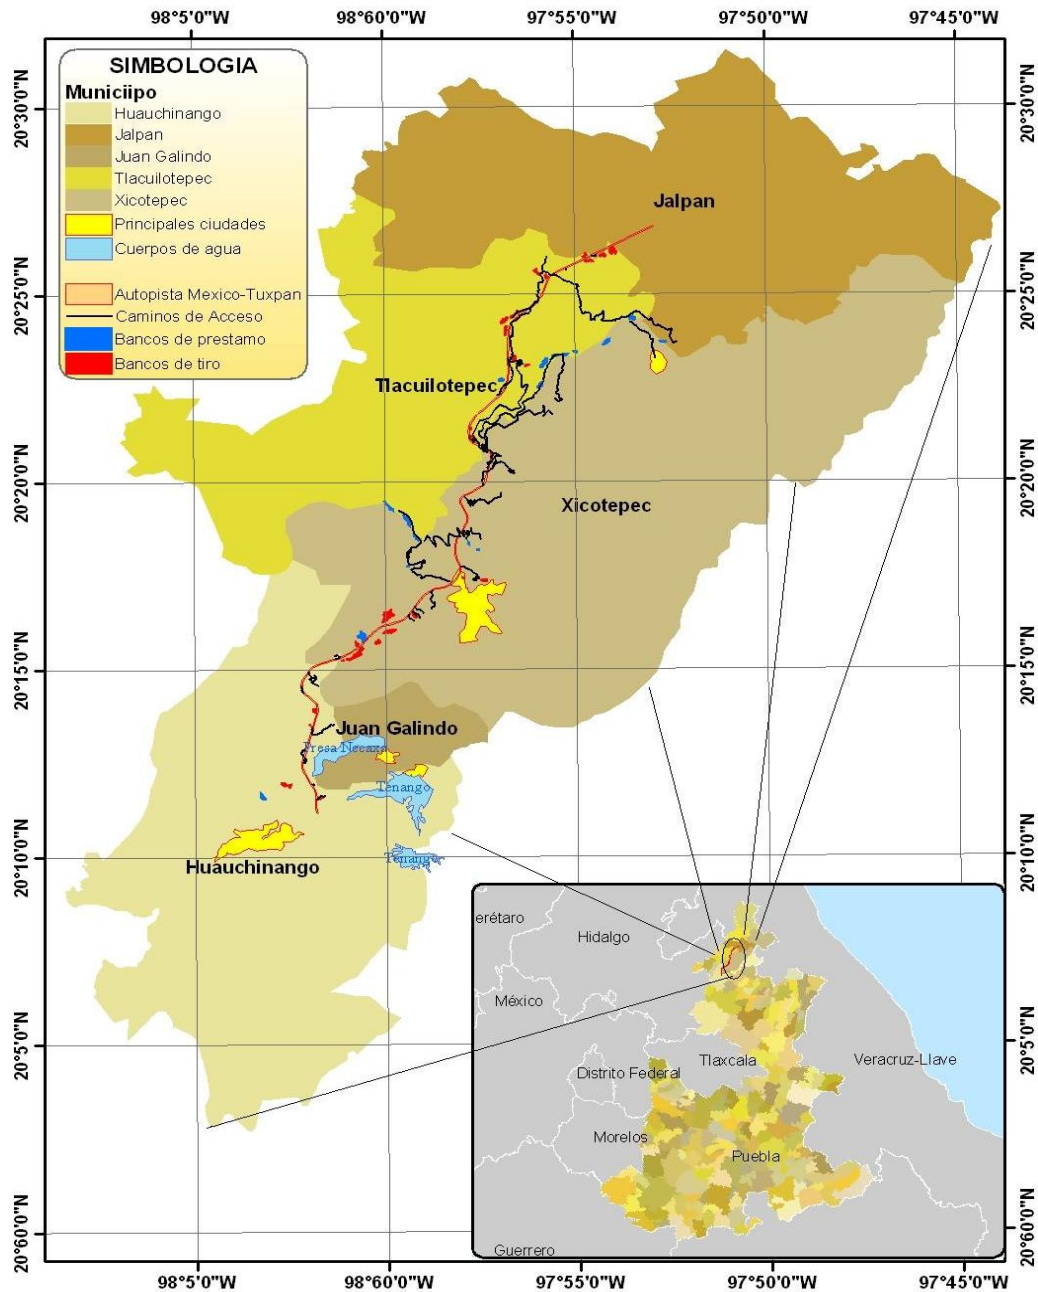 98°5'0"W 98°60'0"W 97°55'0"W 97°50'0"W 97°45'0"W
SIMBOLOGIA
Municiipo
Huauchinango
Jalpan
Juan Galindo
Tlacuilotepec
Xicotepec
Principales ciudades
Cuerpos de agua
Autopista Mexico-Tuxpan
Caminos de Acceso
Bancos de prestamo
Bancos de tiro
20°30'0"N 20°30'0"N
Jalpan
20°25'0"N 20°25'0"N
Tlacuilotepec
20°20'0"N 20°20'0"N
Xicotepec
20°15'0"N 20°15'0"N
Juan Galindo
Presa Necaxa
Tenango
20°10'0"N 20°10'0"N
Tenango
Huauchinango
erétaro
Hidalgo
México
20°5'0"N 20°5'0"N
Tlaxcala
Veracruz-Llave
Distrito Federal
Morelos
Puebla
20°60'0"N 20°60'0"N
Guerrero
98°5'0"W 98°60'0"W 97°55'0"W 97°50'0"W 97°45'0"W